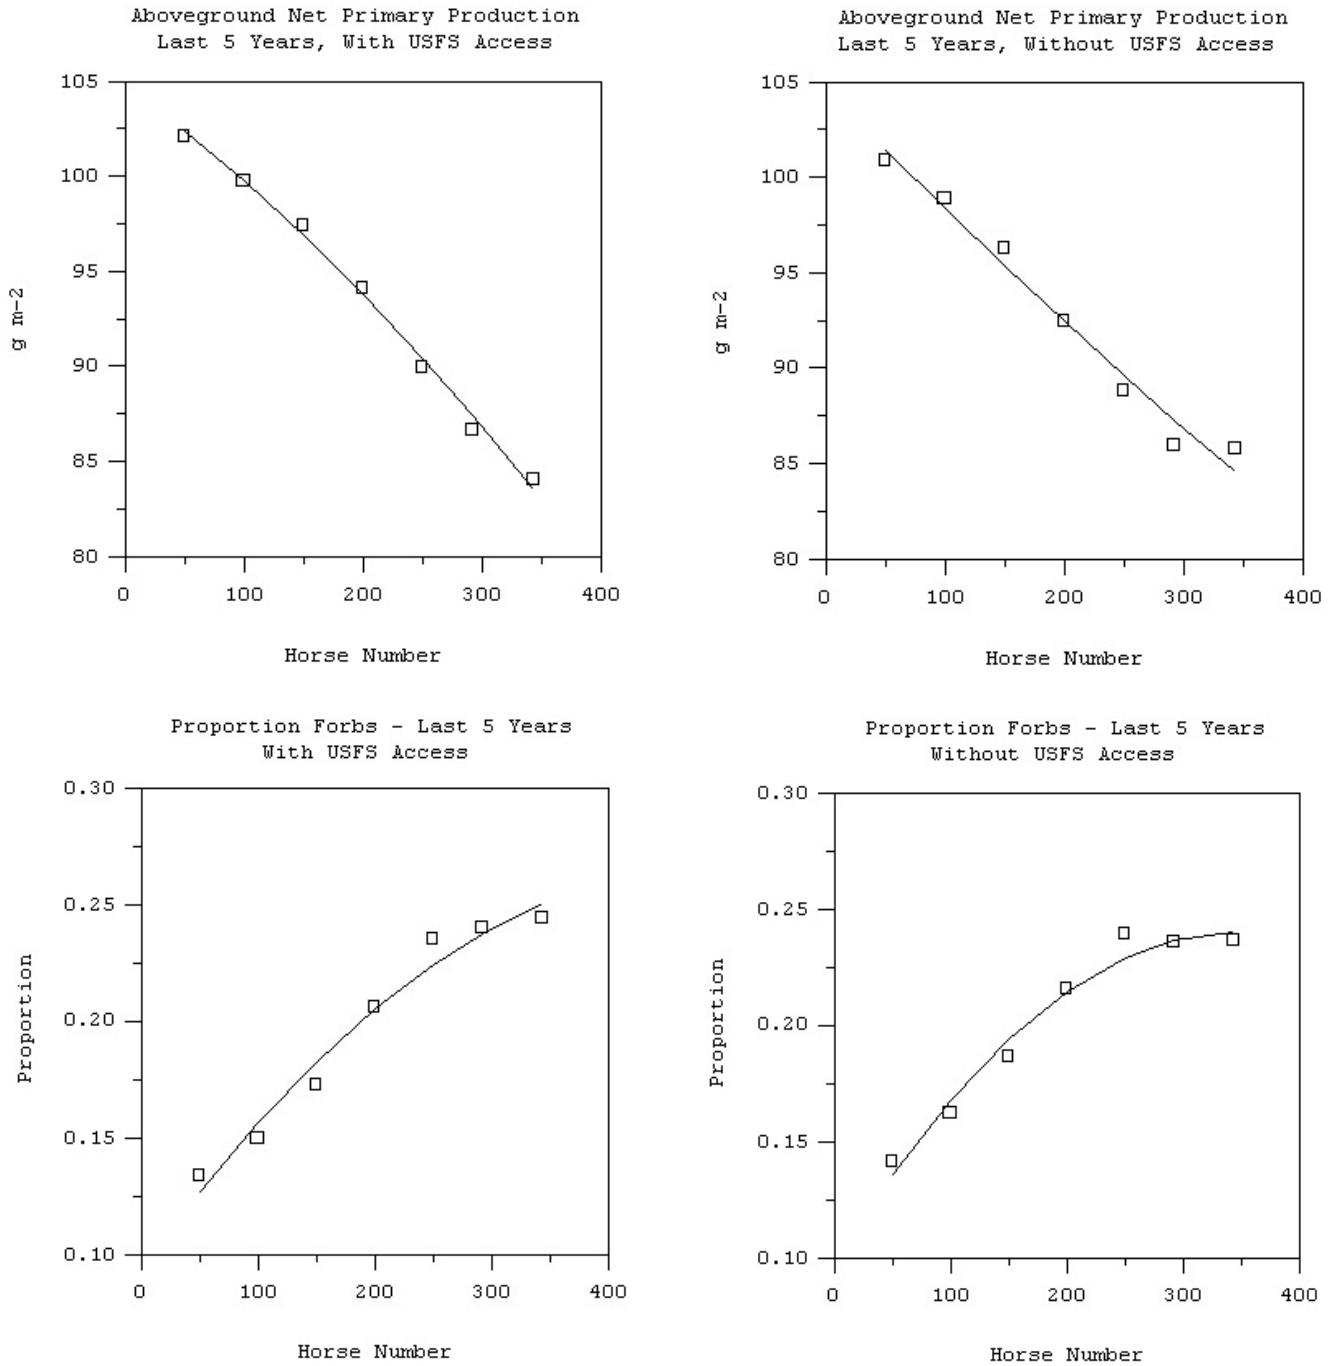 Aboveground Net Primary Production
Last 5 Years, With USFS Access
105
100
95
90
85
80
g m-2
0 100 200 300 400
Horse Number
Aboveground Net Primary Production
Last 5 Years, Without USFS Access
105
100
95
90
85
80
g m-2
0 100 200 300 400
Horse Number
Proportion Forbs - Last 5 Years
With USFS Access
0.30
0.25
0.20
0.15
0.10
Proportion
0 100 200 300 400
Horse Number
Proportion Forbs - Last 5 Years
Without USFS Access
0.30
0.25
0.20
0.15
0.10
Proportion
0 100 200 300 400
Horse Number